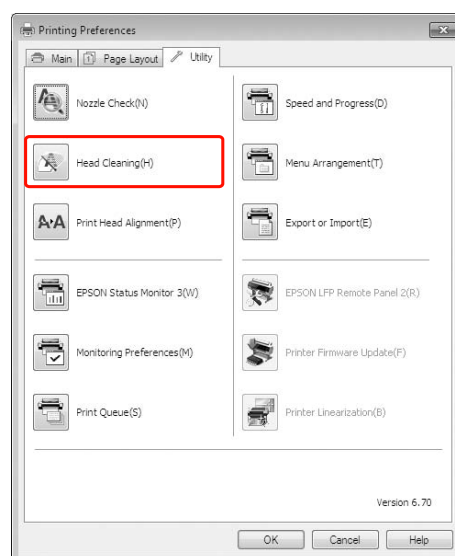 Printing Preferences
Main Page Layout Utility
Nozzle Check(N)
Speed and Progress(D)
Head Cleaning(H)
Menu Arrangement(T)
Print Head Alignment(P)
Export or Import(E)
EPSON Status Monitor 3(W)
EPSON LFP Remote Panel 2(R)
Monitoring Preferences(M)
Printer Firmware Update(F)
Print Queue(S)
Printer Linearization(B)
Version 6.70
OK Cancel Help